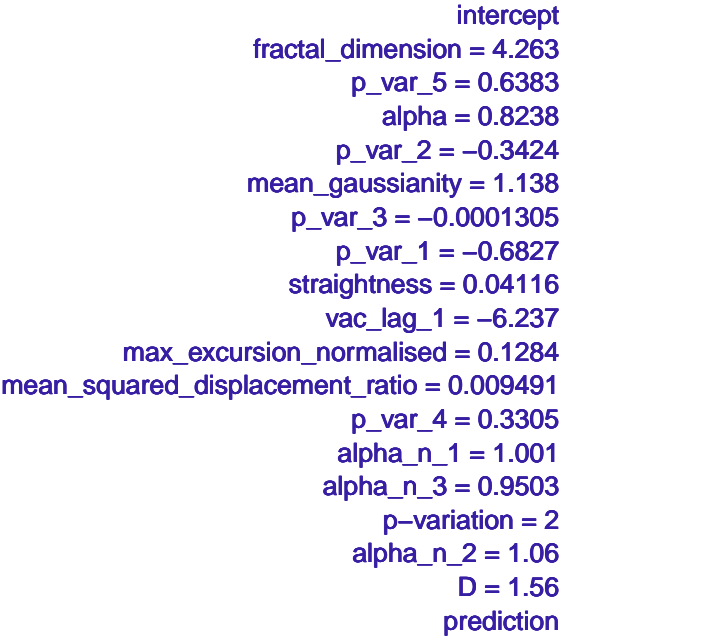 intercept
fractal_dimension = 4.263
p_var_5 = 0.6383
alpha = 0.8238
p_var_2 = −0.3424
mean_gaussianity = 1.138
p_var_3 = −0.0001305
p_var_1 = −0.6827
straightness = 0.04116
vac_lag_1 = −6.237
max_excursion_normalised = 0.1284
mean_squared_displacement_ratio = 0.009491
p_var_4 = 0.3305
alpha_n_1 = 1.001
alpha_n_3 = 0.9503
p−variation = 2
alpha_n_2 = 1.06
D = 1.56
prediction